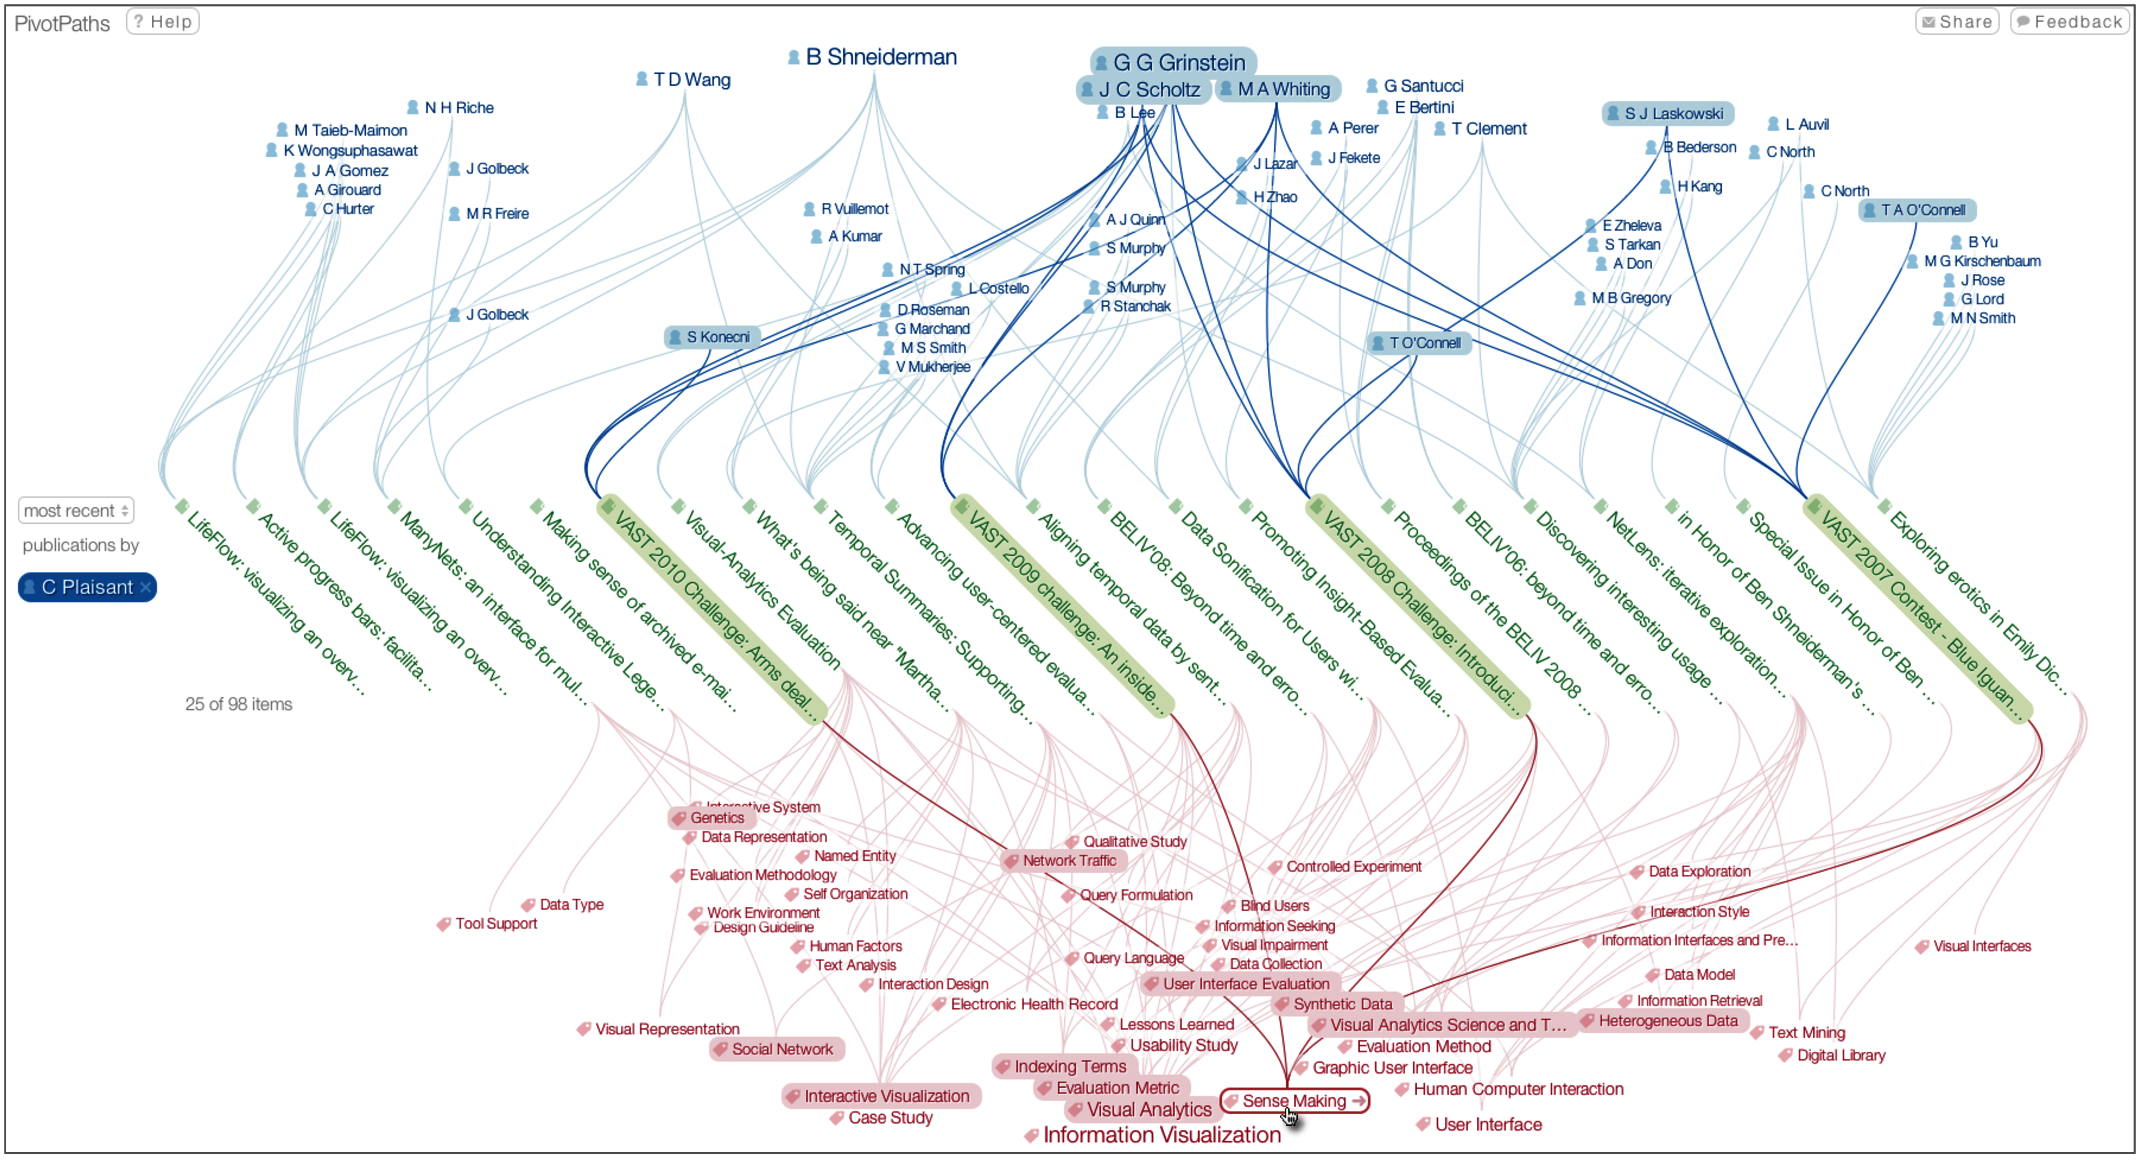 PivotPaths
? Help
Share
Feedback
B Shneiderman
G G Grinstein
T D Wang
J C Scholtz
M A Whiting
G Santucci
N H Riche
E Bertini
B Lee
S J Laskowski
M Taieb-Maimon
A Perer
T Clement
L Auvil
K Wongsuphasawat
B Bederson
C North
J A Gomez
J Golbeck
J Lazar
J Fekete
A Girouard
H Kang
C North
C Hurter
M R Freire
R Vuillemot
H Zhao
T A O'Connell
A J Quinn
E Zheleva
A Kumar
S Murphy
S Tarkan
B Yu
A Don
M G Kirschenbaum
N T Spring
J Rose
L Costello
S Murphy
M B Gregory
G Lord
D Roseman
R Stanchak
J Golbeck
M N Smith
G Marchand
S Konecni
T O'Connell
M S Smith
V Mukherjee
most recent
publications by
C Plaisant ×
25 of 98 items
LifeFlow: visualizing an overv...
Active progress bars: facilita...
LifeFlow: visualizing an overv...
ManyNets: an interface for mul...
Understanding Interactive Lege...
Making sense of archived e-mai...
VAST 2010 Challenge: Arms deal...
Visual-Analytics Evaluation
What's being said near "Martha...
Temporal Summaries: Supporting...
Advancing user-centered evalua...
VAST 2009 challenge: An inside...
Aligning temporal data by sent...
BELIV'08: Beyond time and erro...
Data Sonification for Users wi...
Promoting Insight-Based Evalua...
VAST 2008 Challenge: Introduci...
Proceedings of the BELIV 2008 ...
BELIV'06: beyond time and erro...
Discovering interesting usage ...
NetLens: iterative exploration...
in Honor of Ben Shneiderman's ...
Special Issue in Honor of Ben ...
VAST 2007 Contest - Blue Iguan...
Exploring erotics in Emily Dic...
Interactive System
Genetics
Data Representation
Qualitative Study
Named Entity
Network Traffic
Controlled Experiment
Data Exploration
Evaluation Methodology
Self Organization
Query Formulation
Data Type
Blind Users
Work Environment
Interaction Style
Tool Support
Design Guideline
Information Seeking
Human Factors
Visual Impairment
Information Interfaces and Pre...
Visual Interfaces
Text Analysis
Query Language
Data Collection
Data Model
Interaction Design
User Interface Evaluation
Electronic Health Record
Synthetic Data
Information Retrieval
Visual Representation
Lessons Learned
Visual Analytics Science and T...
Heterogeneous Data
Text Mining
Social Network
Usability Study
Evaluation Method
Digital Library
Indexing Terms
Graphic User Interface
Interactive Visualization
Evaluation Metric
Human Computer Interaction
Sense Making
Case Study
Visual Analytics
User Interface
Information Visualization